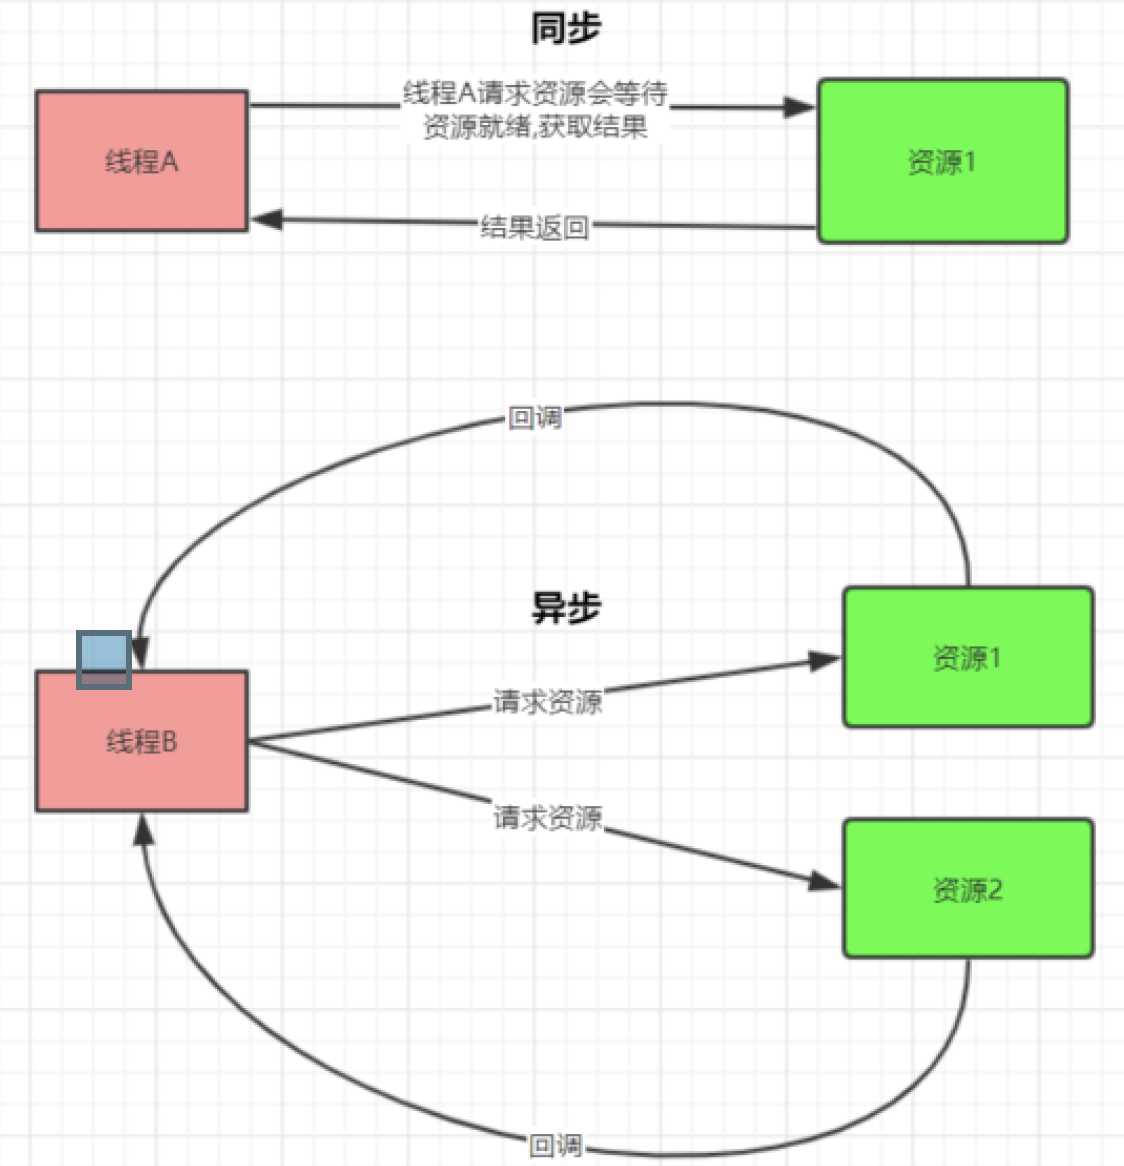 同步
线程A请求资源会等待
资源就绪,获取结果
线程A
资源1
结果返回
回调
异步
资源1
请求资源
线程B
请求资源
资源2
回调